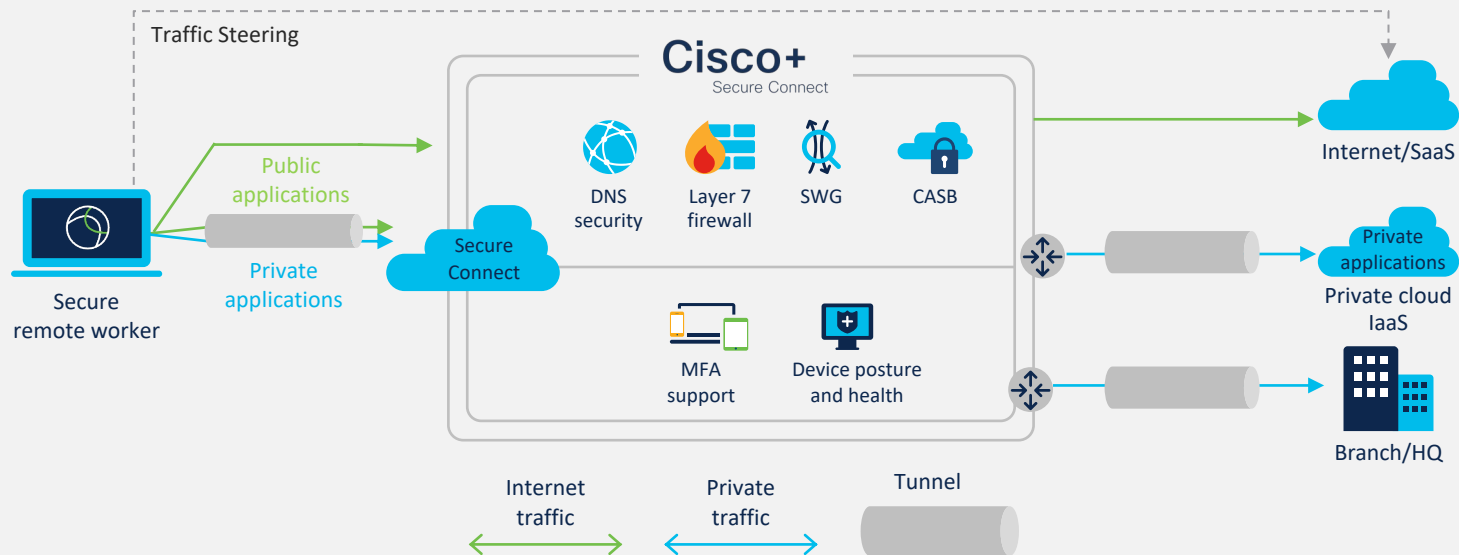 Traffic Steering
Cisco+
Secure Connect
Public
applications
Private
applications
Secure
remote worker
Secure
Connect
DNS
security
Layer 7
firewall
SWG
CASB
MFA
support
Device posture
and health
Internet/SaaS
Private
applications
Private cloud
IaaS
Branch/HQ
Internet
traffic
Private
traffic
Tunnel